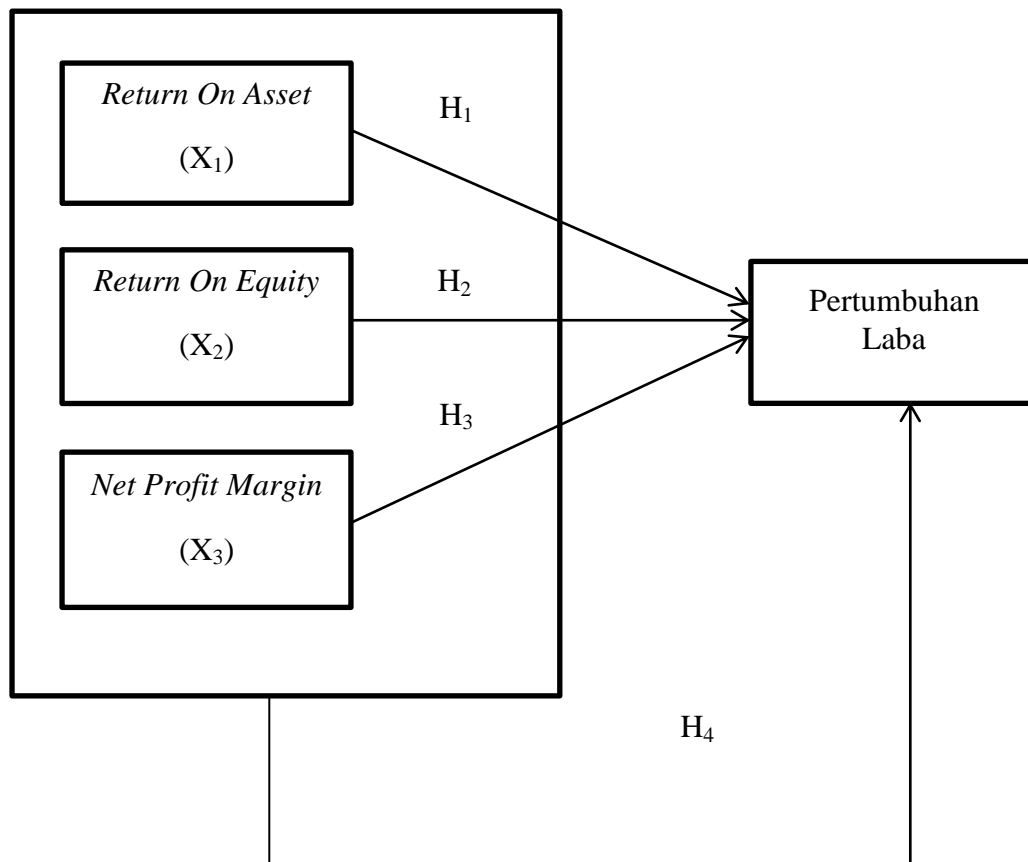 Return On Asset
(X₁)
H₁
Return On Equity
(X₂)
H₂
Pertumbuhan
Laba
Net Profit Margin
(X₃)
H₃
H₄